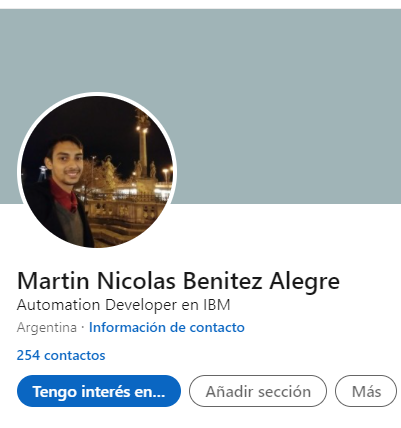 Martin Nicolas Benitez Alegre
Automation Developer en IBM
Argentina · Información de contacto
254 contactos
Tengo interés en... Añadir sección Más